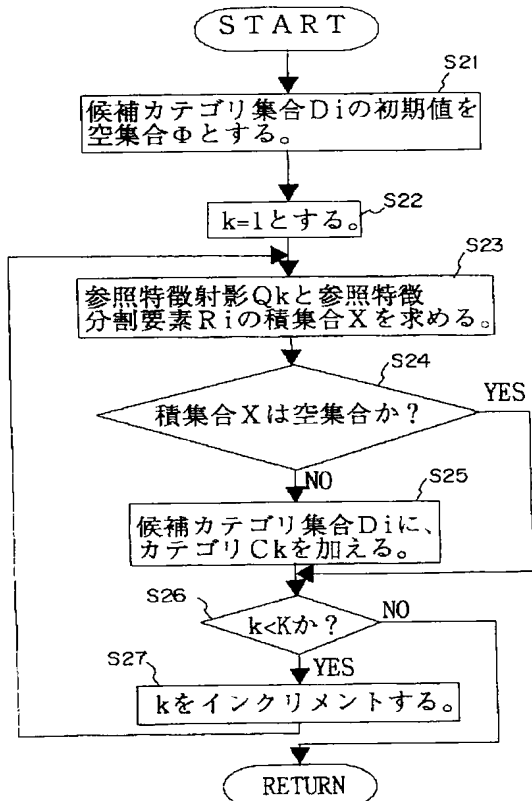 START
S21
候補カテゴリ集合Diの初期値を
空集合Φとする。
S22
k=1とする。
S23
参照特徴射影Qkと参照特徴
分割要素Riの積集合Xを求める。
S24
積集合Xは空集合か?
YES
NO
S25
候補カテゴリ集合Diに、
カテゴリCkを加える。
S26
k<Kか?
NO
YES
S27
kをインクリメントする。
RETURN